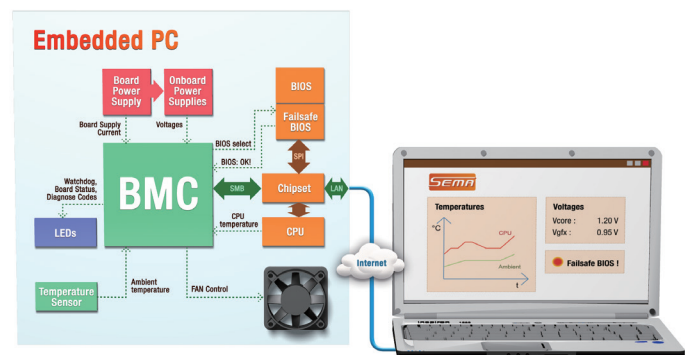 Embedded PC
Board
Power
Supply
Onboard
Power
Supplies
BIOS
Failsafe
BIOS
Board Supply
Current
Voltages
BIOS select
BIOS: OK!
SPI
BMC
SMB
Chipset
LAN
Watchdog,
Board Status,
Diagnose Codes
LEDs
CPU
temperature
CPU
Temperature
Sensor
Ambient
temperature
FAN Control
Internet
SEMA
Temperatures
°C
CPU
Ambient
t
Voltages
Vcore : 1.20 V
Vgfx : 0.95 V
Failsafe BIOS !